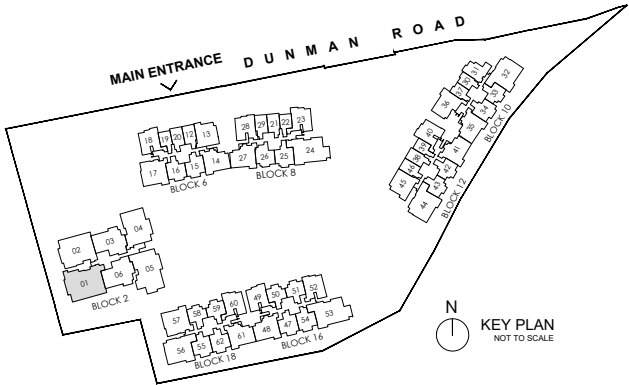 DUNMAN ROAD
MAIN ENTRANCE
18 19 20 12 13
17 16 15 14
BLOCK 6
28 29 21 22 23
27 26 25 24
BLOCK 8
31 32
30
37 33
36 34
35
BLOCK 10
40
39 41
38 42
46 43
45 44
BLOCK 12
02 03 04
01 06 05
BLOCK 2
57 58 59 60
56 55 62 61
BLOCK 18
49 50 51 52
48 47 54 53
BLOCK 16
N
KEY PLAN
NOT TO SCALE